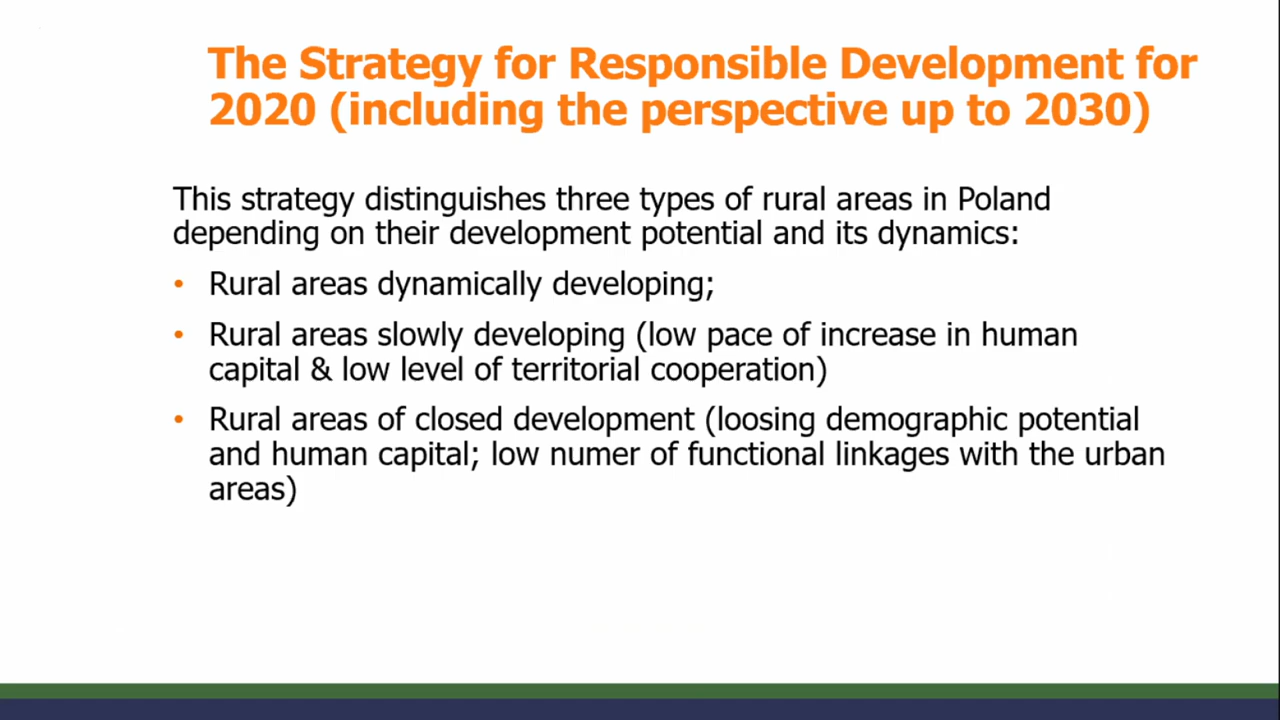 The Strategy for Responsible Development for
2020 (including the perspective up to 2030)
This strategy distinguishes three types of rural areas in Poland
depending on their development potential and its dynamics:
• Rural areas dynamically developing;
• Rural areas slowly developing (low pace of increase in human
capital & low level of territorial cooperation)
• Rural areas of closed development (loosing demographic potential
and human capital; low numer of functional linkages with the urban
areas)